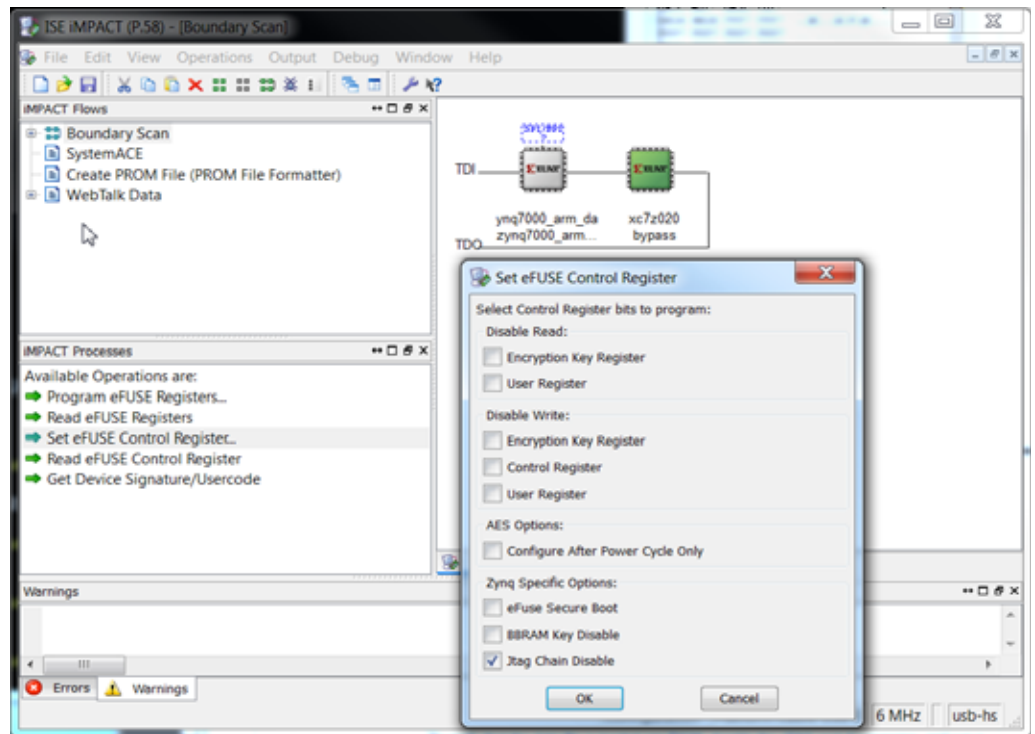 ISE iMPACT (P.58) - [Boundary Scan]
File Edit View Operations Output Debug Window Help
iMPACT Flows
Boundary Scan
SystemACE
Create PROM File (PROM File Formatter)
WebTalk Data
TDI
XILINX
XILINX
ynq7000_arm_da
xc7z020
zynq7000_arm...
bypass
TDO
iMPACT Processes
Available Operations are:
Program eFUSE Registers...
Read eFUSE Registers
Set eFUSE Control Register...
Read eFUSE Control Register
Get Device Signature/Usercode
Set eFUSE Control Register
Select Control Register bits to program:
Disable Read:
Encryption Key Register
User Register
Disable Write:
Encryption Key Register
Control Register
User Register
AES Options:
Configure After Power Cycle Only
Zynq Specific Options:
eFuse Secure Boot
BBRAM Key Disable
Jtag Chain Disable
OK
Cancel
Warnings
Errors
Warnings
6 MHz
usb-hs